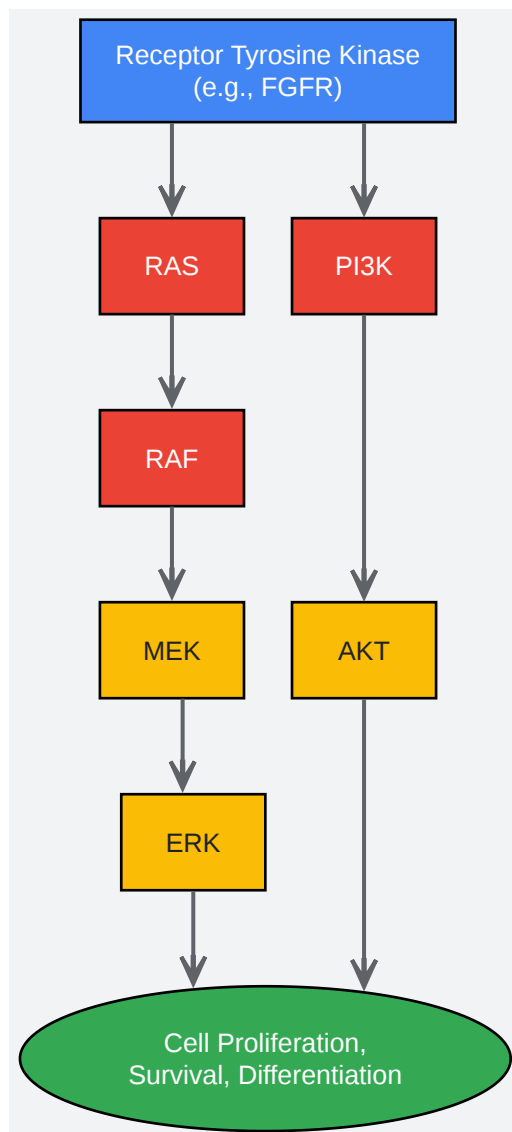 Receptor Tyrosine Kinase
(e.g., FGFR)
RAS
PI3K
RAF
MEK
AKT
ERK
Cell Proliferation,
Survival, Differentiation